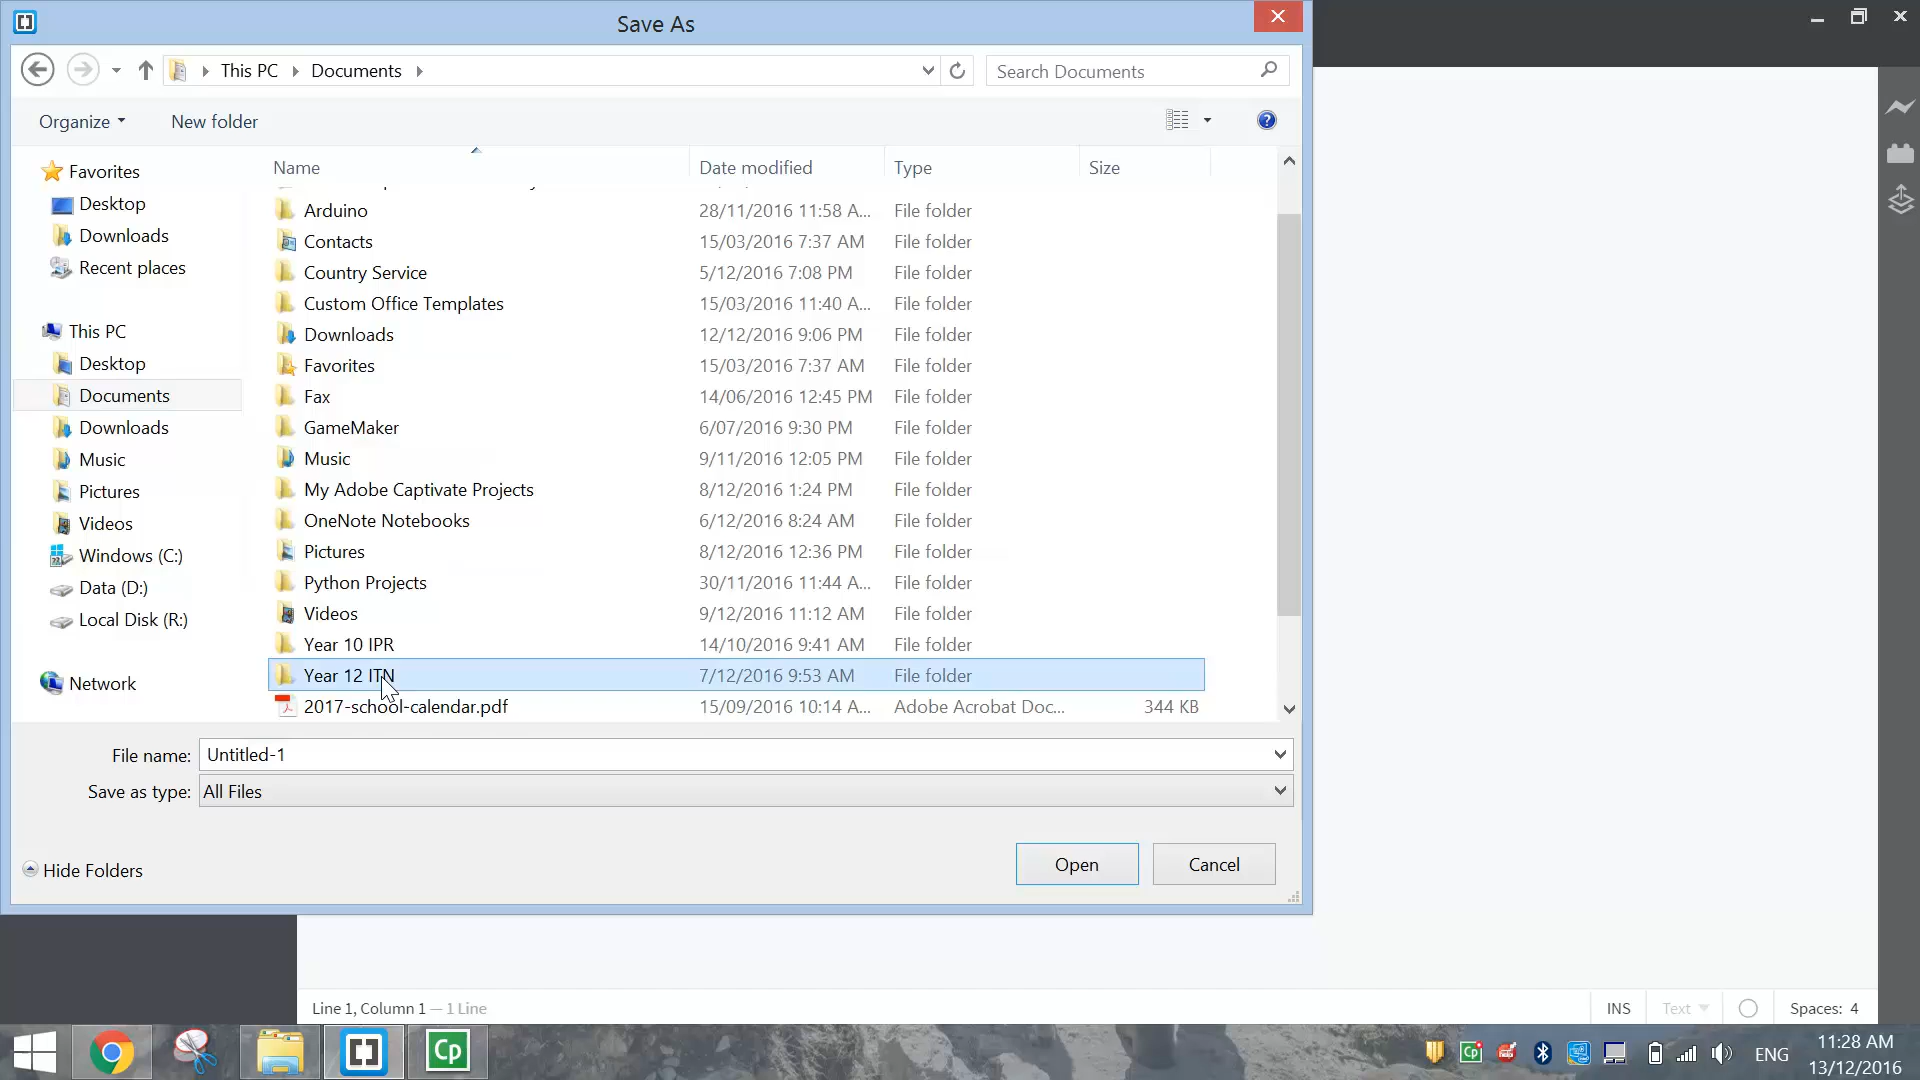 Save As
This PC Documents
Search Documents
Organize New folder
Name Date modified Type Size
Favorites
Desktop
Downloads
Recent places
This PC
Desktop
Documents
Downloads
Music
Pictures
Videos
Windows (C:)
Data (D:)
Local Disk (R:)
Network
Arduino 28/11/2016 11:58 A... File folder
Contacts 15/03/2016 7:37 AM File folder
Country Service 5/12/2016 7:08 PM File folder
Custom Office Templates 15/03/2016 11:40 A... File folder
Downloads 12/12/2016 9:06 PM File folder
Favorites 15/03/2016 7:37 AM File folder
Fax 14/06/2016 12:45 PM File folder
GameMaker 6/07/2016 9:30 PM File folder
Music 9/11/2016 12:05 PM File folder
My Adobe Captivate Projects 8/12/2016 1:24 PM File folder
OneNote Notebooks 6/12/2016 8:24 AM File folder
Pictures 8/12/2016 12:36 PM File folder
Python Projects 30/11/2016 11:44 A... File folder
Videos 9/12/2016 11:12 AM File folder
Year 10 IPR 14/10/2016 9:41 AM File folder
Year 12 ITN 7/12/2016 9:53 AM File folder
2017-school-calendar.pdf 15/09/2016 10:14 A... Adobe Acrobat Doc... 344 KB
File name: Untitled-1
Save as type: All Files
Hide Folders
Open Cancel
Line 1, Column 1 — 1 Line INS Text Spaces: 4
Cp
Cp
ENG
11:28 AM
13/12/2016